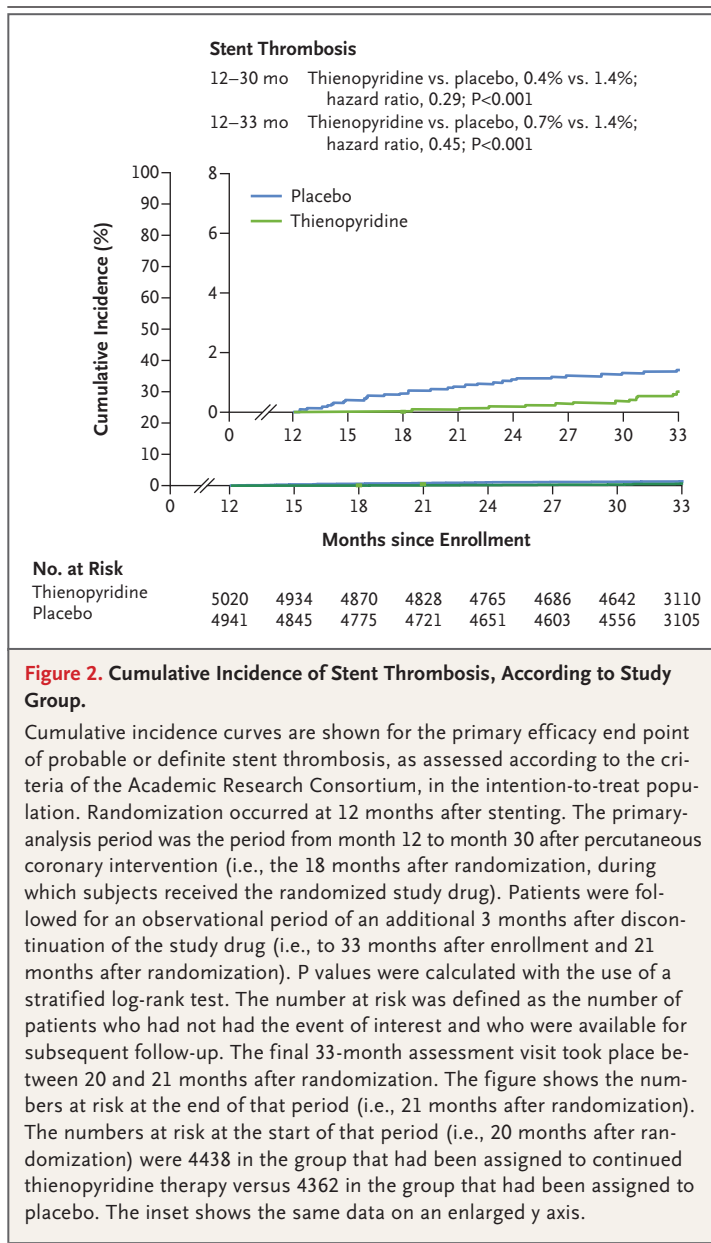 Stent Thrombosis
12–30 mo Thienopyridine vs. placebo, 0.4% vs. 1.4%;
hazard ratio, 0.29; P<0.001
12–33 mo Thienopyridine vs. placebo, 0.7% vs. 1.4%;
hazard ratio, 0.45; P<0.001
Cumulative Incidence (%)
100
90
80
70
60
50
40
30
20
10
0
8
6
4
2
0
Placebo
Thienopyridine
0 12 15 18 21 24 27 30 33
0 12 15 18 21 24 27 30 33
Months since Enrollment
No. at Risk
Thienopyridine 5020 4934 4870 4828 4765 4686 4642 3110
Placebo 4941 4845 4775 4721 4651 4603 4556 3105
Figure 2. Cumulative Incidence of Stent Thrombosis, According to Study
Group.
Cumulative incidence curves are shown for the primary efficacy end point
of probable or definite stent thrombosis, as assessed according to the cri-
teria of the Academic Research Consortium, in the intention-to-treat popu-
lation. Randomization occurred at 12 months after stenting. The primary-
analysis period was the period from month 12 to month 30 after percutaneous
coronary intervention (i.e., the 18 months after randomization, during
which subjects received the randomized study drug). Patients were fol-
lowed for an observational period of an additional 3 months after discon-
tinuation of the study drug (i.e., to 33 months after enrollment and 21
months after randomization). P values were calculated with the use of a
stratified log-rank test. The number at risk was defined as the number of
patients who had not had the event of interest and who were available for
subsequent follow-up. The final 33-month assessment visit took place be-
tween 20 and 21 months after randomization. The figure shows the num-
bers at risk at the end of that period (i.e., 21 months after randomization).
The numbers at risk at the start of that period (i.e., 20 months after ran-
domization) were 4438 in the group that had been assigned to continued
thienopyridine therapy versus 4362 in the group that had been assigned to
placebo. The inset shows the same data on an enlarged y axis.